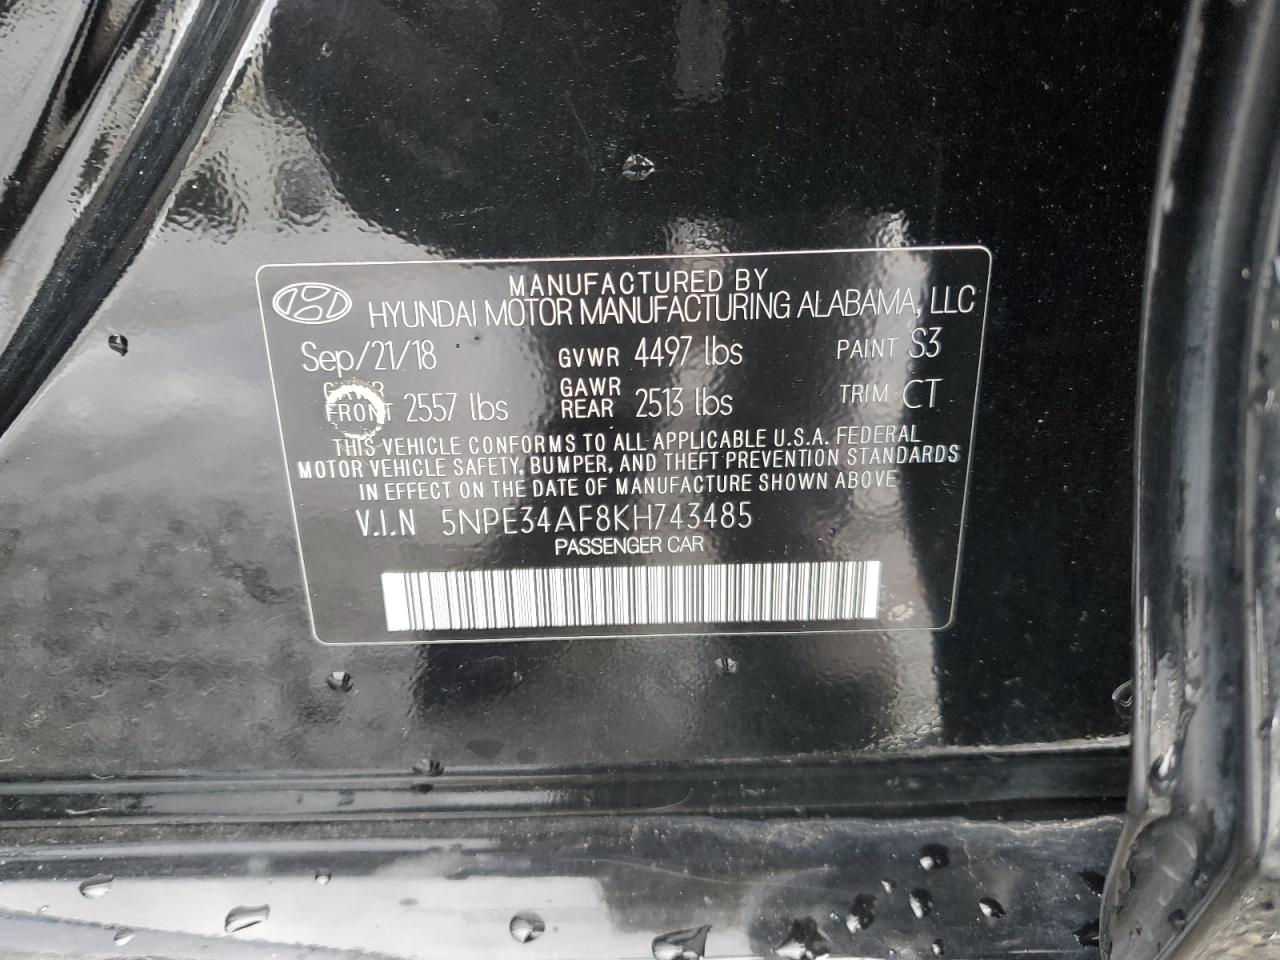 MANUFACTURED BY
HYUNDAI MOTOR MANUFACTURING ALABAMA, LLC
Sep/21/18 GVWR 4497 lbs PAINT S3
GAWR FRONT 2557 lbs GAWR REAR 2513 lbs TRIM CT
THIS VEHICLE CONFORMS TO ALL APPLICABLE U.S.A. FEDERAL
MOTOR VEHICLE SAFETY, BUMPER, AND THEFT PREVENTION STANDARDS
IN EFFECT ON THE DATE OF MANUFACTURE SHOWN ABOVE
V.I.N 5NPE34AF8KH743485
PASSENGER CAR